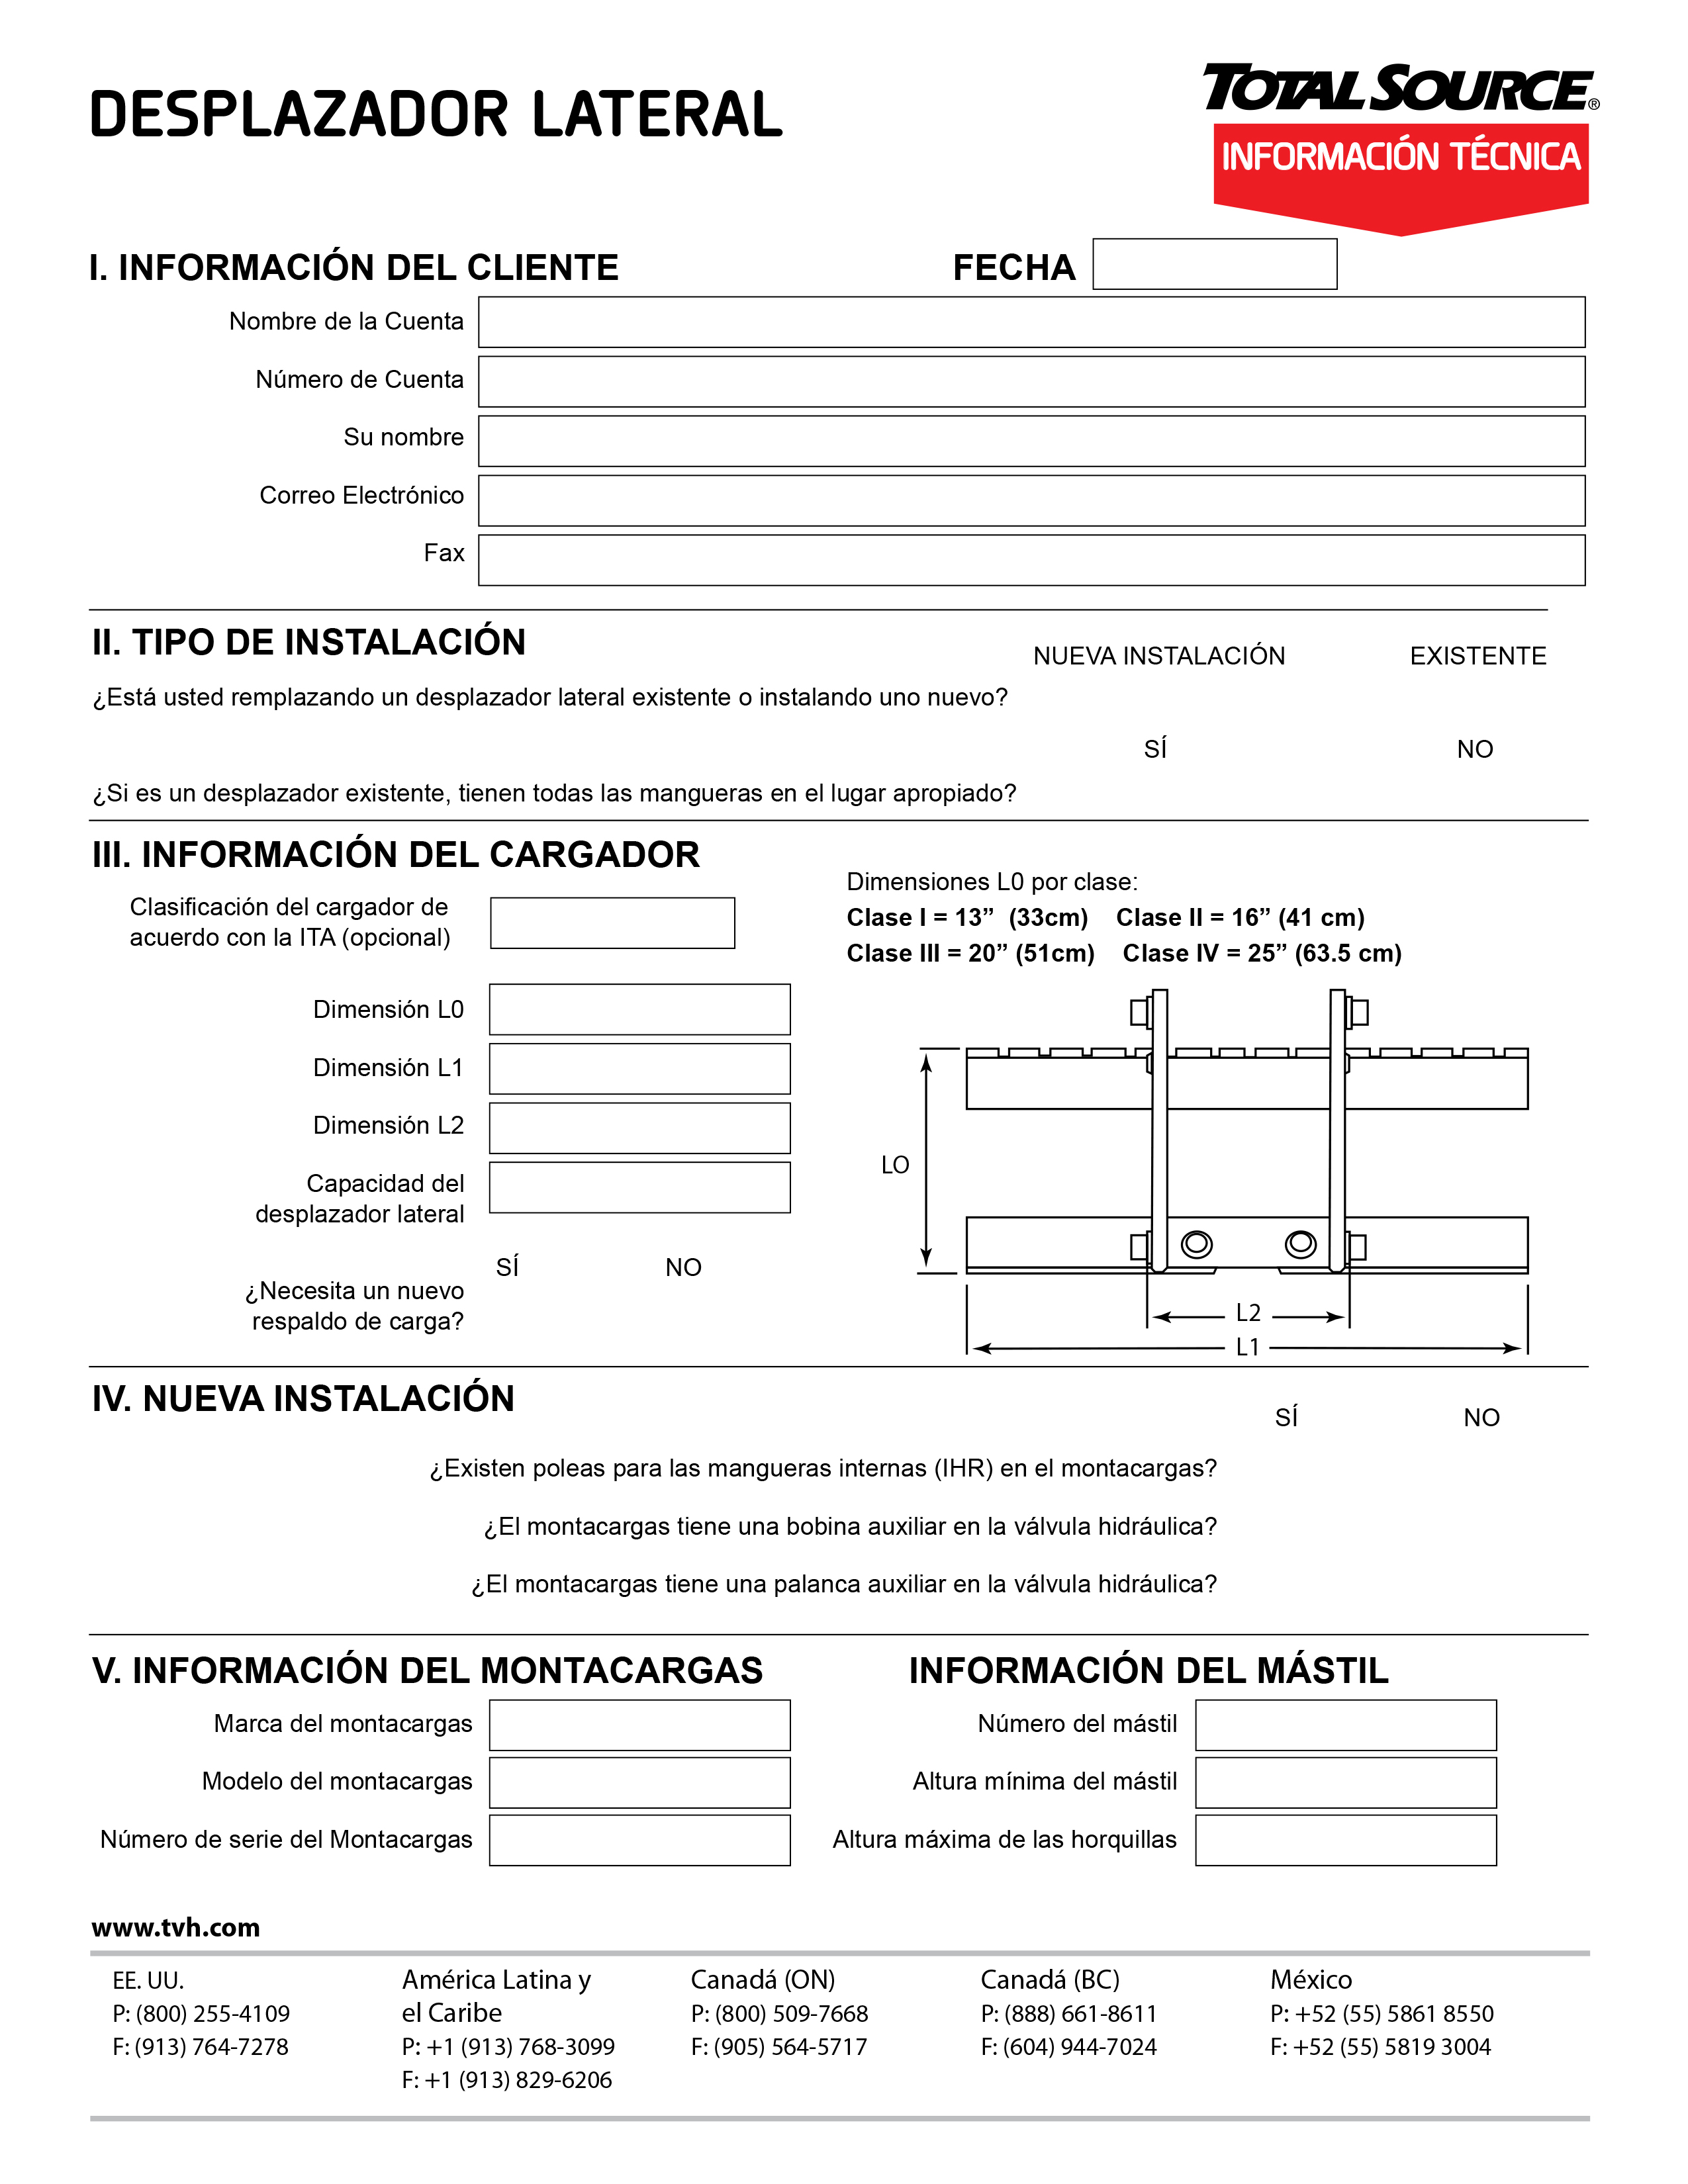 DESPLAZADOR LATERAL
TOTALSOURCE®
INFORMACIÓN TÉCNICA
I. INFORMACIÓN DEL CLIENTE
FECHA
Nombre de la Cuenta
Número de Cuenta
Su nombre
Correo Electrónico
Fax
II. TIPO DE INSTALACIÓN
NUEVA INSTALACIÓN
EXISTENTE
¿Está usted remplazando un desplazador lateral existente o instalando uno nuevo?
SÍ
NO
¿Si es un desplazador existente, tienen todas las mangueras en el lugar apropiado?
III. INFORMACIÓN DEL CARGADOR
Clasificación del cargador de
acuerdo con la ITA (opcional)
Dimensión L0
Dimensión L1
Dimensión L2
Capacidad del
desplazador lateral
SÍ
NO
¿Necesita un nuevo
respaldo de carga?
Dimensiones L0 por clase:
Clase I = 13” (33cm) Clase II = 16” (41 cm)
Clase III = 20” (51cm) Clase IV = 25” (63.5 cm)
LO
L2
L1
IV. NUEVA INSTALACIÓN
SÍ
NO
¿Existen poleas para las mangueras internas (IHR) en el montacargas?
¿El montacargas tiene una bobina auxiliar en la válvula hidráulica?
¿El montacargas tiene una palanca auxiliar en la válvula hidráulica?
V. INFORMACIÓN DEL MONTACARGAS
Marca del montacargas
Modelo del montacargas
Número de serie del Montacargas
INFORMACIÓN DEL MÁSTIL
Número del mástil
Altura mínima del mástil
Altura máxima de las horquillas
www.tvh.com
EE. UU.
P: (800) 255-4109
F: (913) 764-7278
América Latina y
el Caribe
P: +1 (913) 768-3099
F: +1 (913) 829-6206
Canadá (ON)
P: (800) 509-7668
F: (905) 564-5717
Canadá (BC)
P: (888) 661-8611
F: (604) 944-7024
México
P: +52 (55) 5861 8550
F: +52 (55) 5819 3004